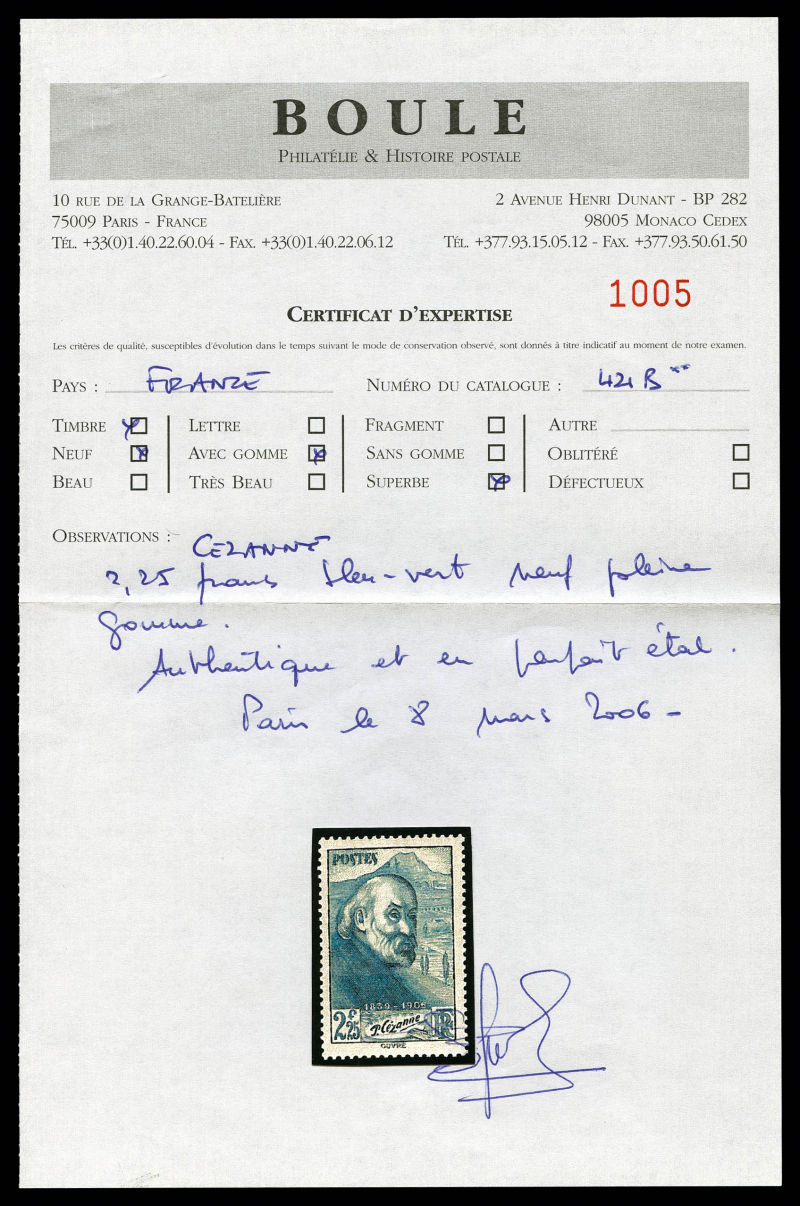 BOULE
PHILATÉLIE & HISTOIRE POSTALE
10 RUE DE LA GRANGE-BATELIÈRE
75009 PARIS - FRANCE
TÉL. +33(0)1.40.22.60.04 - FAX. +33(0)1.40.22.06.12
2 AVENUE HENRI DUNANT - BP 282
98005 MONACO CEDEX
TÉL. +377.93.15.05.12 - FAX. +377.93.50.61.50
1005
CERTIFICAT D'EXPERTISE
Les critères de qualité, susceptibles d'évolution dans le temps suivant le mode de conservation observé, sont donnés à titre indicatif au moment de notre examen.
PAYS : FRANCE NUMÉRO DU CATALOGUE : 421 B **
TIMBRE LETTRE FRAGMENT AUTRE
NEUF AVEC GOMME SANS GOMME OBLITÉRÉ
BEAU TRÈS BEAU SUPERBE DÉFECTUEUX
OBSERVATIONS : CEZANNE
2,25 francs bleu-vert neuf pleine
gomme.
Authentique et en parfait état.
Paris le 8 mars 2006 -
POSTES
1839-1906
2F25 P. Cézanne RF
OUVRÉ